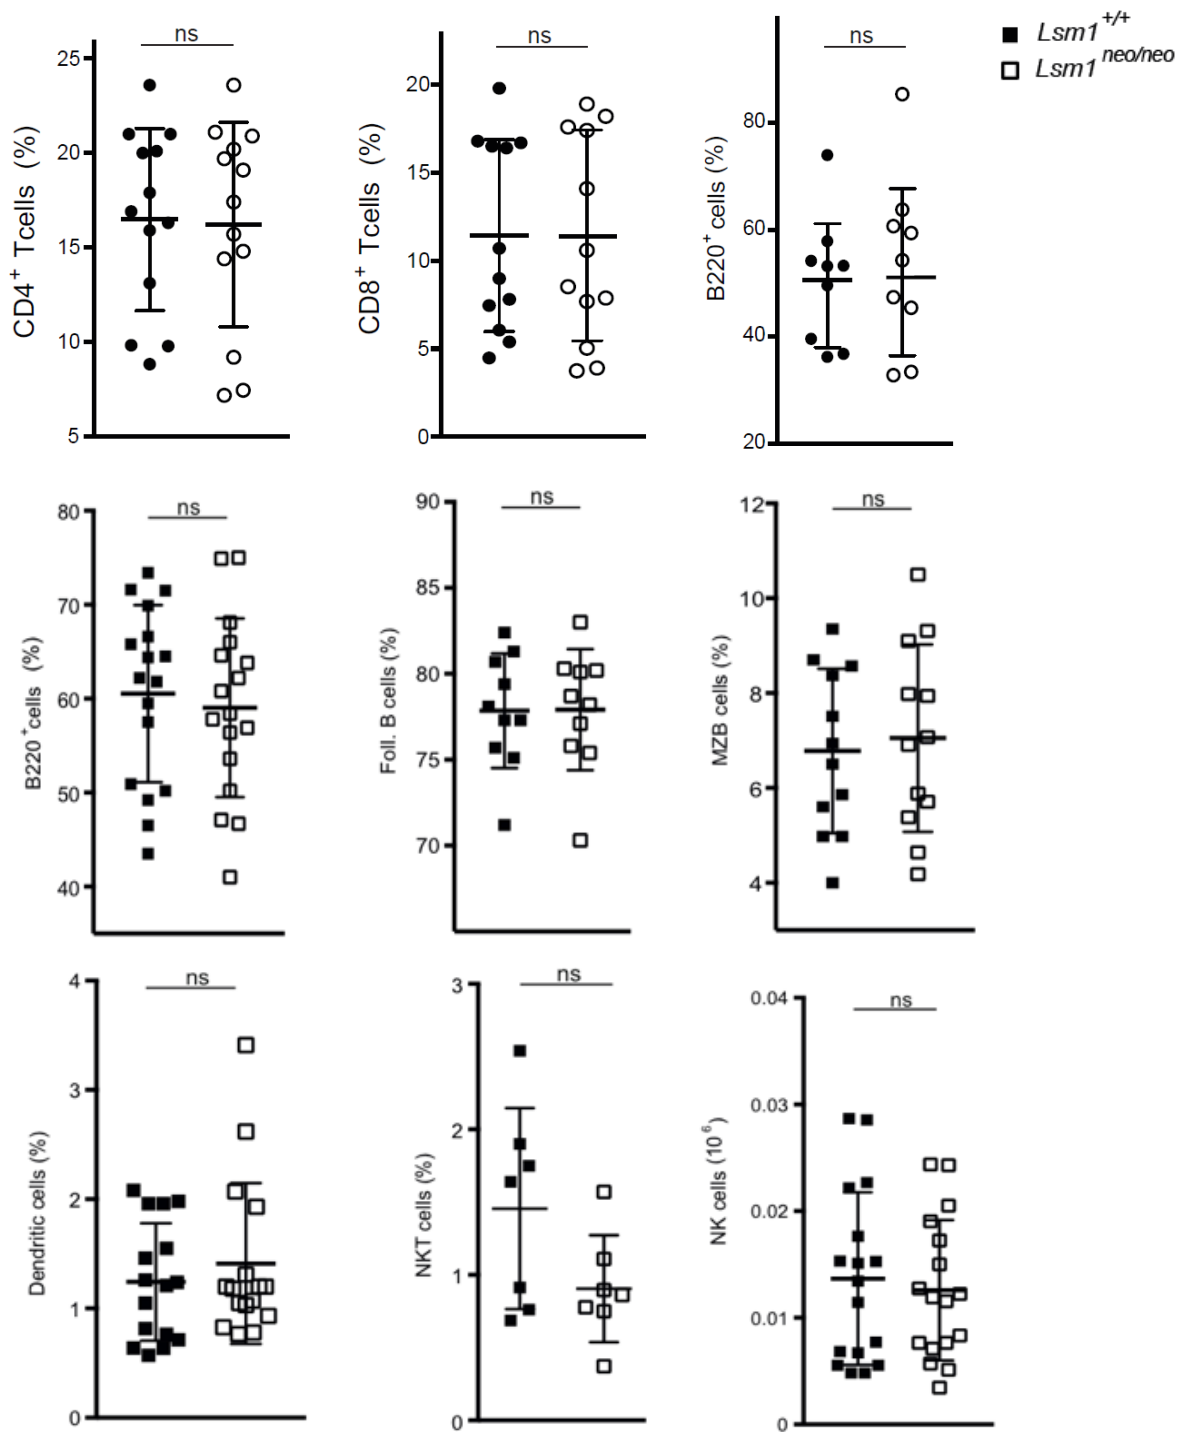 Lsm1+/+
Lsm1neo/neo
ns
25
20
15
10
5
CD4+ Tcells (%)
ns
20
15
10
5
0
CD8+ Tcells (%)
ns
80
60
40
20
B220+ cells (%)
ns
80
70
60
50
40
B220+cells (%)
ns
90
85
80
75
70
Foll. B cells (%)
ns
12
10
8
6
4
MZB cells (%)
ns
4
3
2
1
0
Dendritic cells (%)
ns
3
2
1
0
NKT cells (%)
ns
0.04
0.03
0.02
0.01
0
NK cells (10⁶)